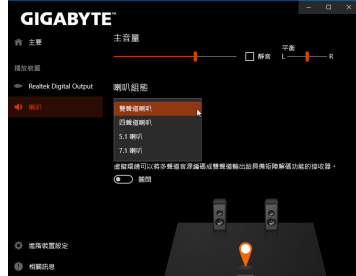 GIGABYTE™
主要
主音量
靜音
平衡
L
R
播放裝置
Realtek Digital Output
喇叭
喇叭組態
雙聲道喇叭
四聲道喇叭
5.1 喇叭
7.1 喇叭
虛擬環繞可以將多聲道音源編碼成雙聲道輸出給具備矩陣解碼功能的接收器。
關閉
進階裝置設定
相關訊息